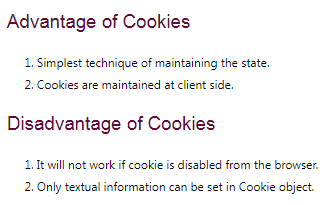 Advantage of Cookies
1. Simplest technique of maintaining the state.
2. Cookies are maintained at client side.
Disadvantage of Cookies
1. It will not work if cookie is disabled from the browser.
2. Only textual information can be set in Cookie object.